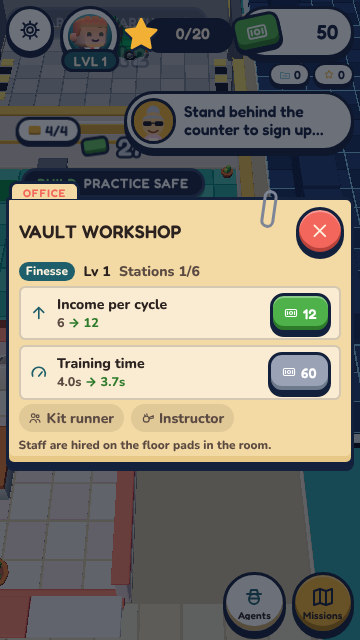 0/20
50
LVL 1
0
0
Stand behind the
counter to sign up...
4/4
BUILD PRACTICE SAFE
OFFICE
VAULT WORKSHOP
Finesse Lv 1 Stations 1/6
Income per cycle
6 → 12
12
Training time
4.0s → 3.7s
60
Kit runner
Instructor
Staff are hired on the floor pads in the room.
Agents
Missions